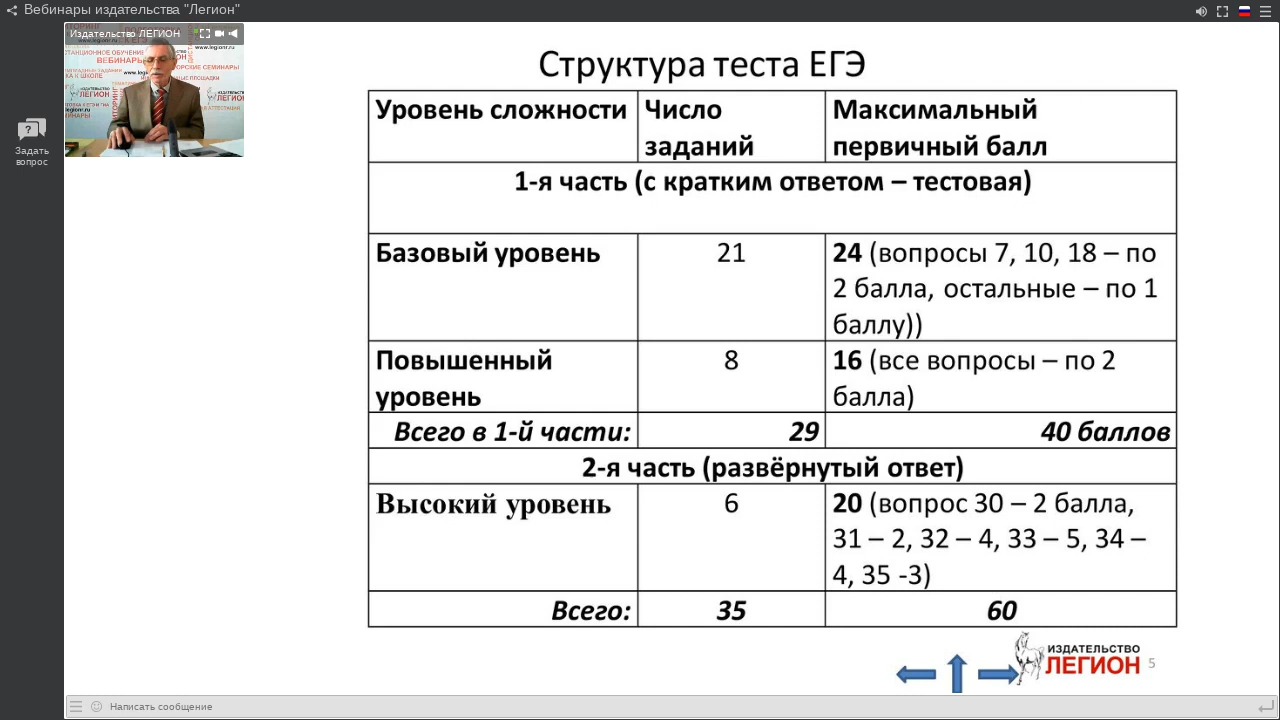 Вебинары издательства "Легион"
Издательство ЛЕГИОН
www.legionr.ru
Задать
вопрос
Структура теста ЕГЭ
Уровень сложности
Число
заданий
Максимальный
первичный балл
1-я часть (с кратким ответом – тестовая)
Базовый уровень
21
24 (вопросы 7, 10, 18 – по
2 балла, остальные – по 1
баллу))
Повышенный
уровень
8
16 (все вопросы – по 2
балла)
Всего в 1-й части:
29
40 баллов
2-я часть (развёрнутый ответ)
Высокий уровень
6
20 (вопрос 30 – 2 балла,
31 – 2, 32 – 4, 33 – 5, 34 –
4, 35 -3)
Всего:
35
60
ИЗДАТЕЛЬСТВО
ЛЕГИОН
5
Написать сообщение